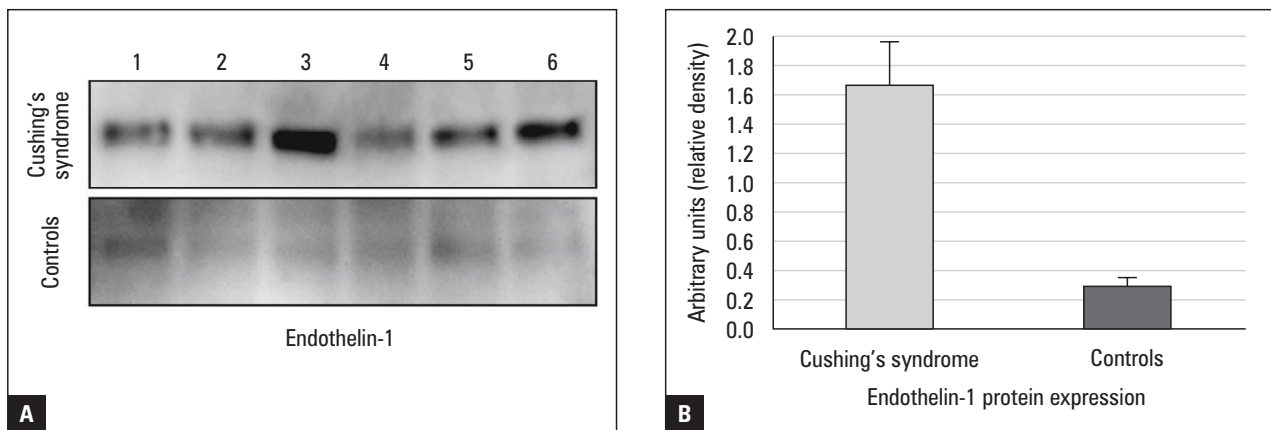 1 2 3 4 5 6
Cushing's
syndrome
Controls
Endothelin-1
A
Arbitrary units (relative density)
2.0
1.8
1.6
1.4
1.2
1.0
0.8
0.6
0.4
0.2
0.0
Cushing's syndrome Controls
Endothelin-1 protein expression
B